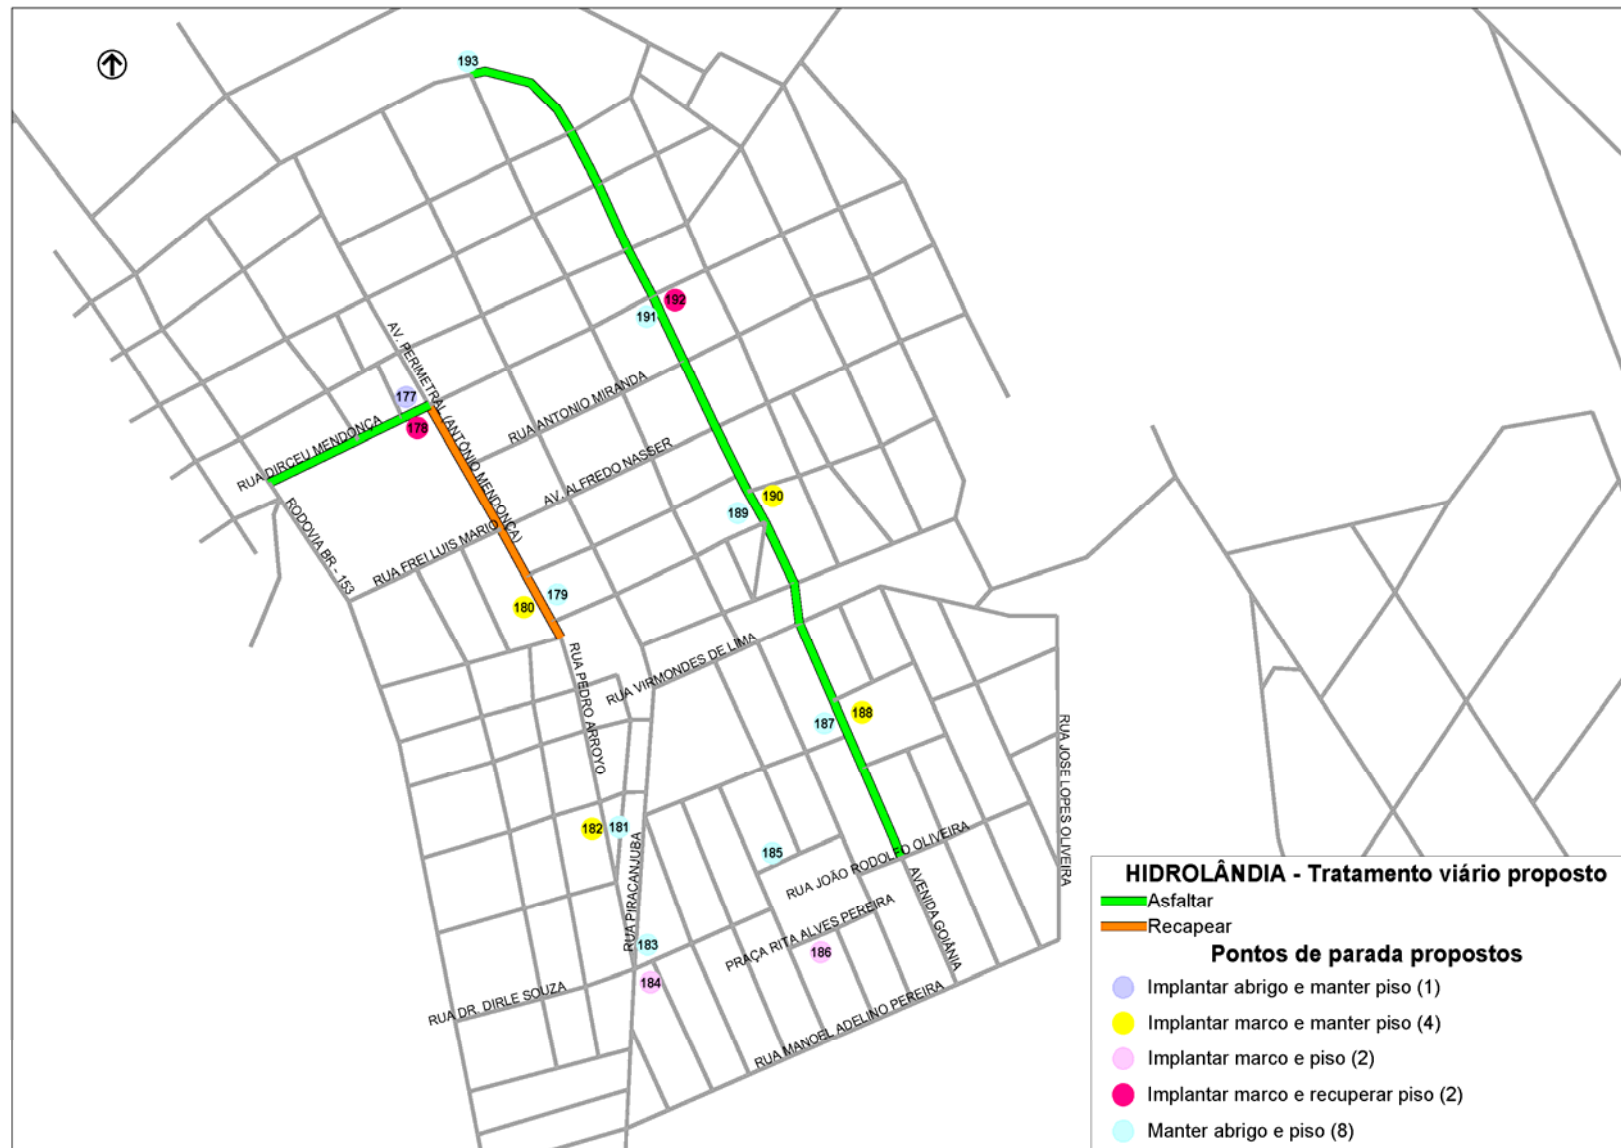 193
192
191
AV. PERIMETRAL (ANTÔNIO MENDONÇA)
177
178
RUA DIRCEU MENDONÇA
RUA ANTONIO MIRANDA
AV. ALFREDO NASSER
190
189
RODOVIA BR - 153
RUA FREI LUIS MARIO
179
180
RUA VIRMONDES DE LIMA
RUA PEDRO ARROYO
188
187
RUA JOSE LOPES OLIVEIRA
182
181
185
RUA PIRACANJUBA
RUA JOÃO RODOLFO OLIVEIRA
AVENIDA GOIÂNIA
PRAÇA RITA ALVES PEREIRA
183
186
184
RUA DR. DIRLE SOUZA
RUA MANOEL ADELINO PEREIRA
HIDROLÂNDIA - Tratamento viário proposto
Asfaltar
Recapear
Pontos de parada propostos
Implantar abrigo e manter piso (1)
Implantar marco e manter piso (4)
Implantar marco e piso (2)
Implantar marco e recuperar piso (2)
Manter abrigo e piso (8)